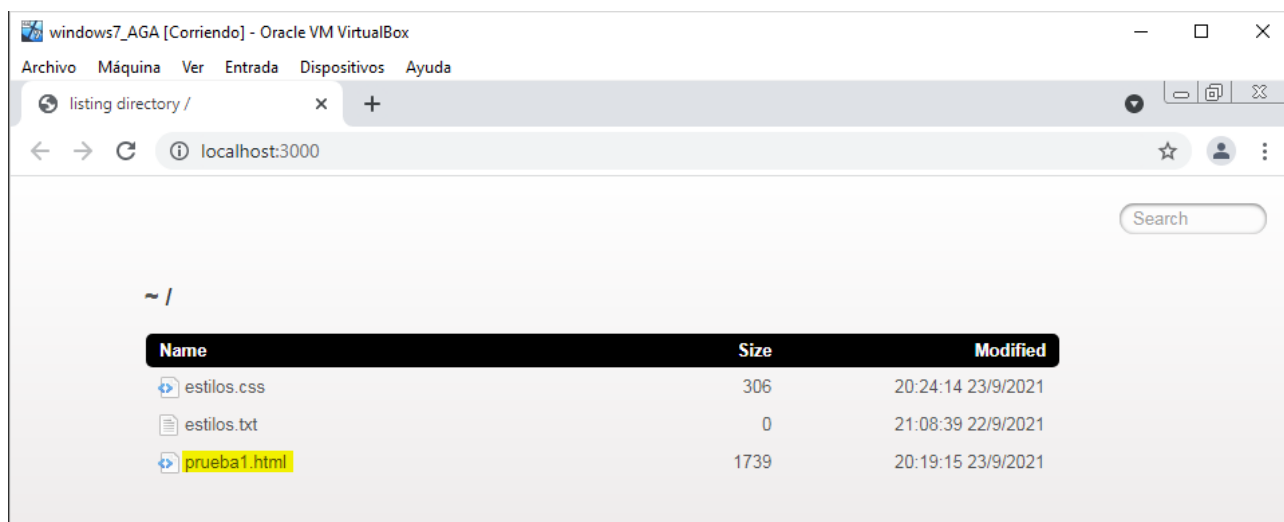 windows7_AGA [Corriendo] - Oracle VM VirtualBox
Archivo Máquina Ver Entrada Dispositivos Ayuda
listing directory /
localhost:3000
Search
~ /
Name Size Modified
estilos.css 306 20:24:14 23/9/2021
estilos.txt 0 21:08:39 22/9/2021
prueba1.html 1739 20:19:15 23/9/2021